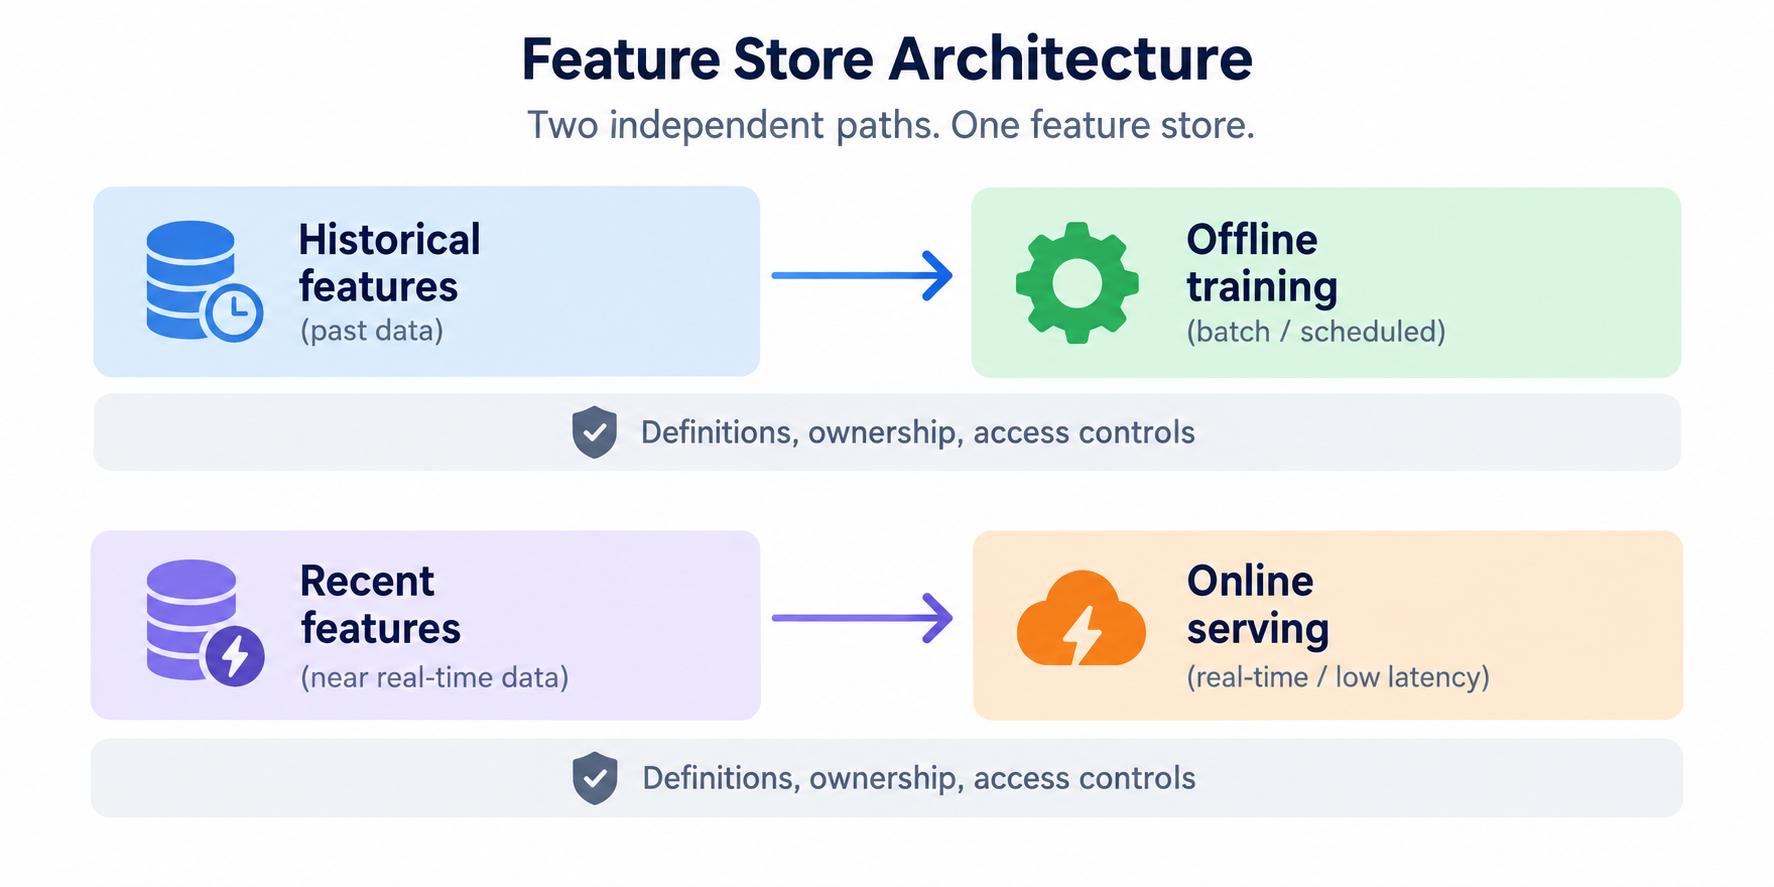 Feature Store Architecture
Two independent paths. One feature store.
Historical
features
(past data)
Offline
training
(batch / scheduled)
Definitions, ownership, access controls
Recent
features
(near real-time data)
Online
serving
(real-time / low latency)
Definitions, ownership, access controls